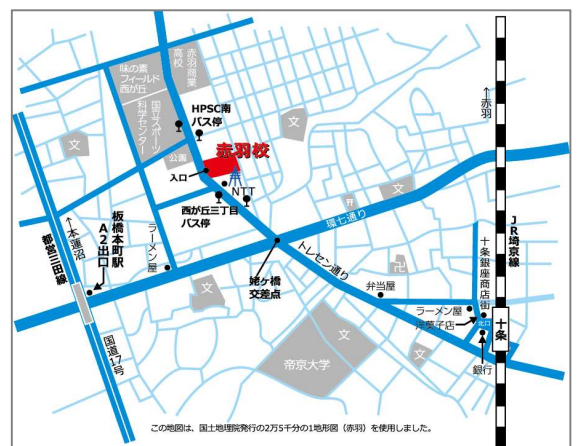 味の素
フィールド
西が丘
赤羽商業
高校
国立スポーツ
科学センター
HPSC南
バス停
公園
赤羽校
入口
NTT
西が丘三丁目
バス停
文
文
文
文
文
文
文
環七通り
トレセン通り
姥ヶ橋
交差点
ラーメン屋
板橋本町駅
A2出口
↑本蓮沼
都営三田線
国道17号
帝京大学
弁当屋
卍
ラーメン屋
洋菓子店
十条銀座商店街
北口
銀行
十条
JR埼京線
↑赤羽
この地図は、国土地理院発行の2万5千分の1地形図(赤羽)を使用しました。